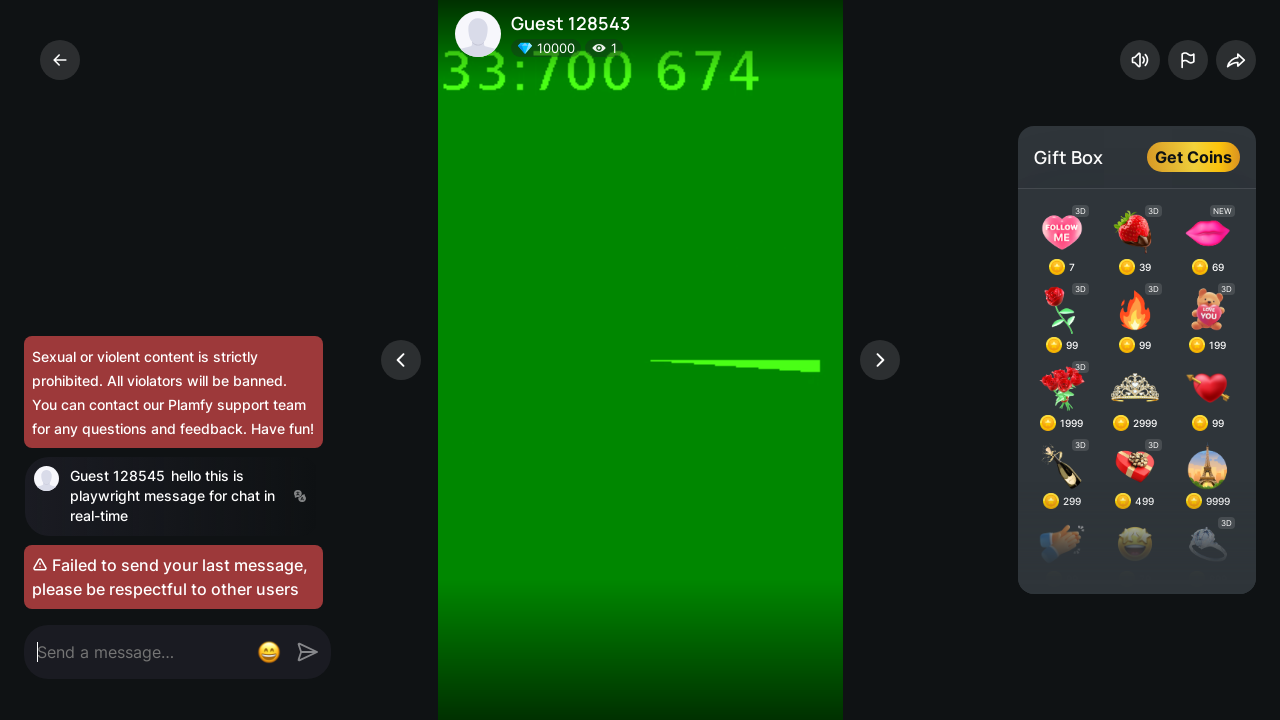 Guest 128543
10000 1
33:700 674
Gift Box
Get Coins
3D 3D NEW
FOLLOW
ME
7 39 69
3D 3D 3D
LOVE
YOU
99 99 199
3D
1999 2999 99
3D 3D
299 499 9999
3D
Sexual or violent content is strictly
prohibited. All violators will be banned.
You can contact our Plamfy support team
for any questions and feedback. Have fun!
Guest 128545 hello this is
playwright message for chat in
real-time
Failed to send your last message,
please be respectful to other users
Send a message...